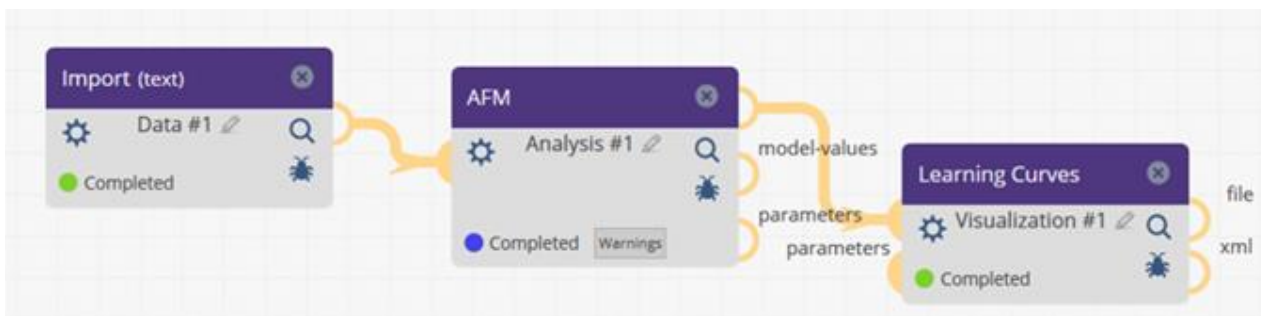 Import (text)
Data #1
Completed
AFM
Analysis #1
Completed Warnings
model-values
parameters
parameters
Learning Curves
Visualization #1
Completed
file
xml